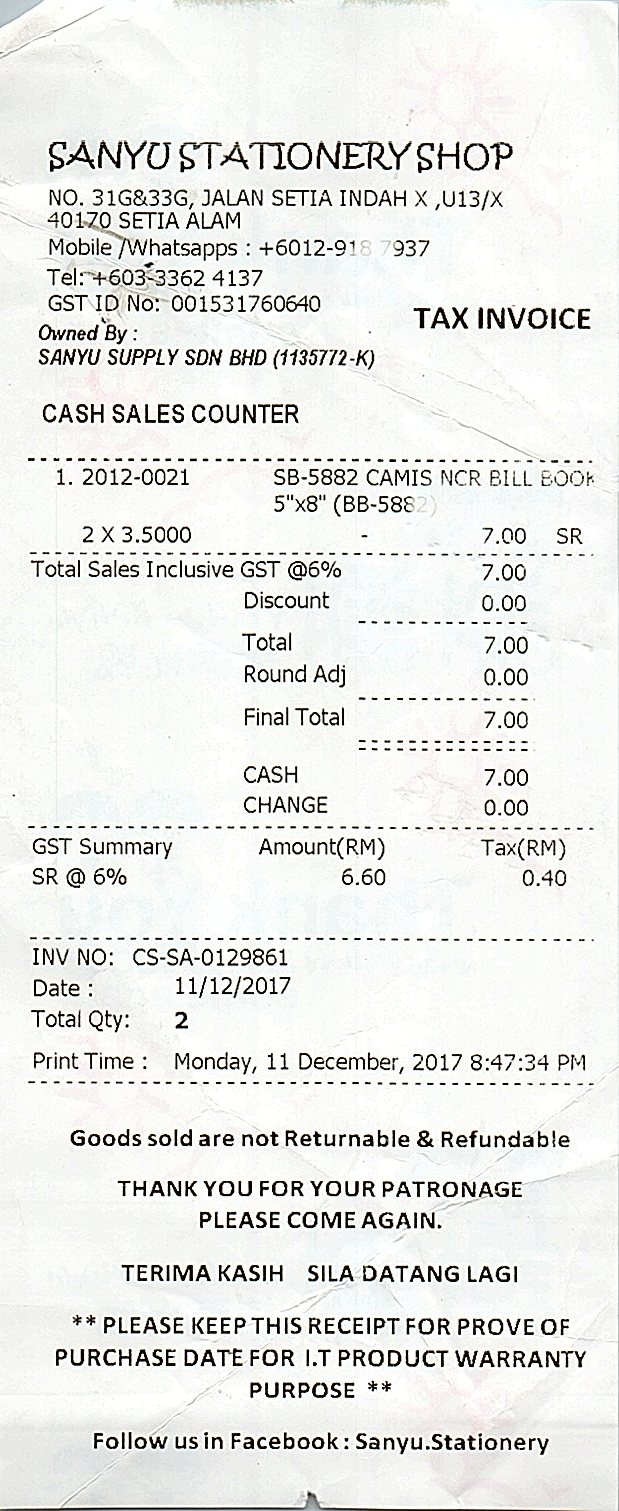 SANYU STATIONERY SHOP
NO. 31G&33G, JALAN SETIA INDAH X ,U13/X
40170 SETIA ALAM
Mobile /Whatsapps : +6012-918 7937
Tel: +603-3362 4137
GST ID No: 001531760640
TAX INVOICE
Owned By :
SANYU SUPPLY SDN BHD (1135772-K)
CASH SALES COUNTER
1. 2012-0021 SB-5882 CAMIS NCR BILL BOOK
5"x8" (BB-5882)
2 X 3.5000 - 7.00 SR
Total Sales Inclusive GST @6% 7.00
Discount 0.00
Total 7.00
Round Adj 0.00
Final Total 7.00
CASH 7.00
CHANGE 0.00
GST Summary Amount(RM) Tax(RM)
SR @ 6% 6.60 0.40
INV NO: CS-SA-0129861
Date : 11/12/2017
Total Qty: 2
Print Time : Monday, 11 December, 2017 8:47:34 PM
Goods sold are not Returnable & Refundable
THANK YOU FOR YOUR PATRONAGE
PLEASE COME AGAIN.
TERIMA KASIH SILA DATANG LAGI
** PLEASE KEEP THIS RECEIPT FOR PROVE OF
PURCHASE DATE FOR I.T PRODUCT WARRANTY
PURPOSE **
Follow us in Facebook : Sanyu.Stationery